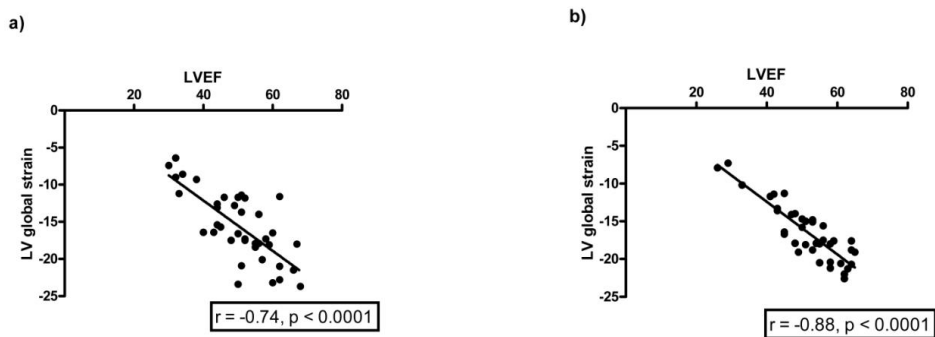 a)
LVEF
20 40 60 80
0
-5
-10
-15
-20
-25
LV global strain
r = -0.74, p < 0.0001
b)
LVEF
20 40 60 80
0
-5
-10
-15
-20
-25
LV global strain
r = -0.88, p < 0.0001